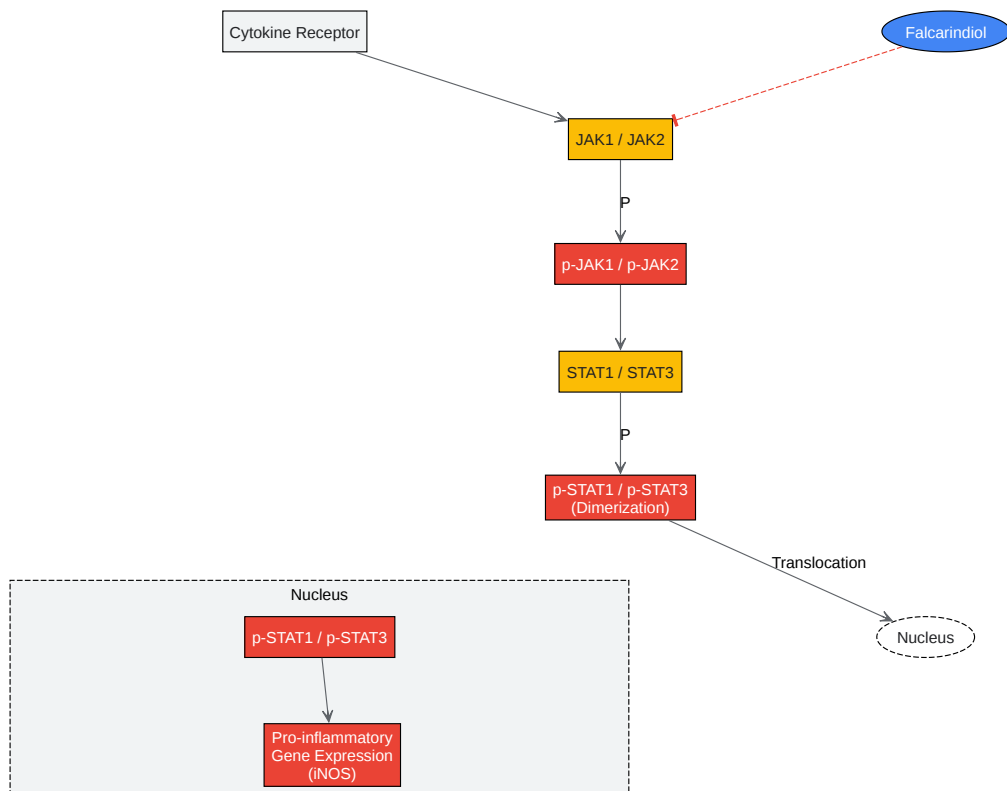 Cytokine Receptor
Falcarindiol
JAK1 / JAK2
P
p-JAK1 / p-JAK2
STAT1 / STAT3
P
p-STAT1 / p-STAT3
(Dimerization)
Translocation
Nucleus
Nucleus
p-STAT1 / p-STAT3
Pro-inflammatory
Gene Expression
(iNOS)